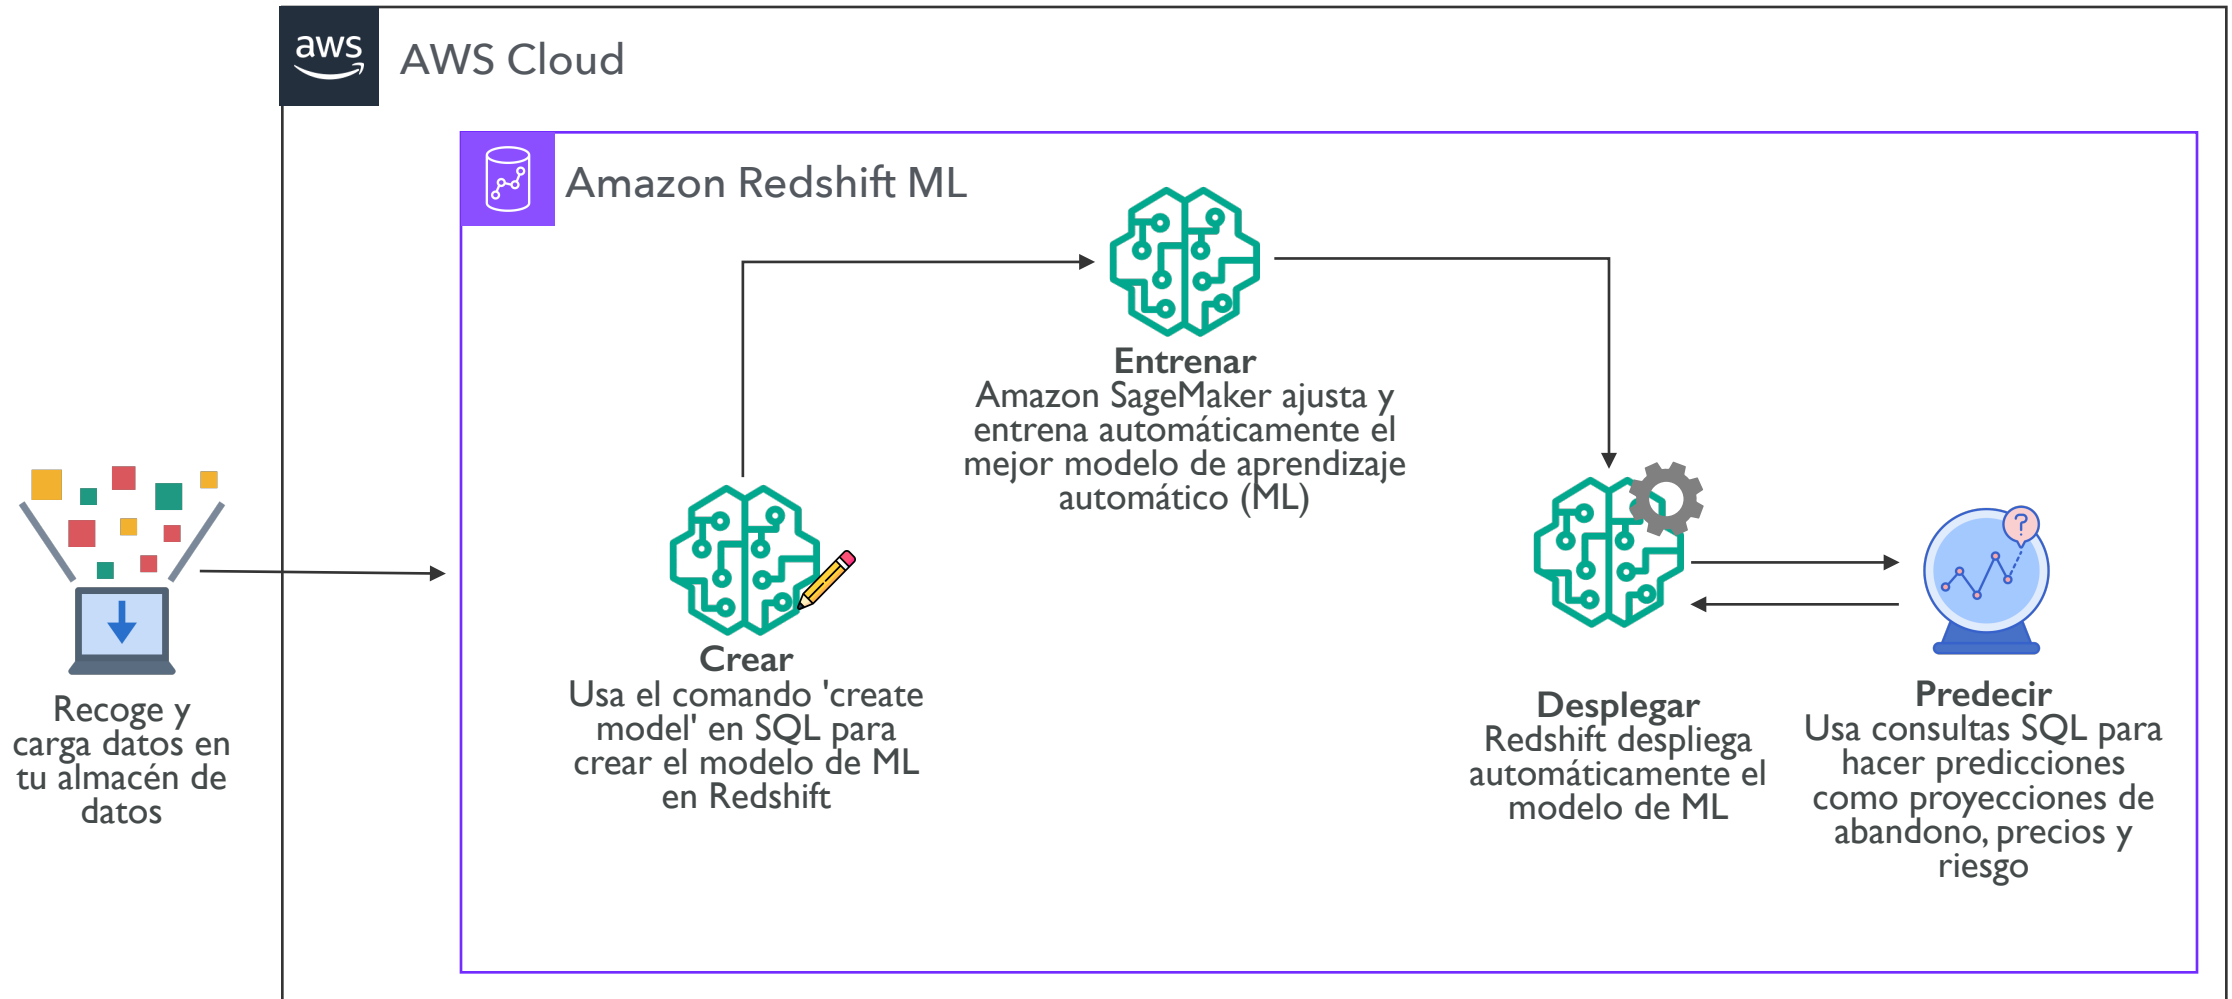 aws
AWS Cloud
Amazon Redshift ML
Entrenar
Amazon SageMaker ajusta y
entrena automáticamente el
mejor modelo de aprendizaje
automático (ML)
?
Crear
Usa el comando 'create
model' en SQL para
crear el modelo de ML
en Redshift
Recoge y
carga datos en
tu almacén de
datos
Desplegar
Redshift despliega
automáticamente el
modelo de ML
Predecir
Usa consultas SQL para
hacer predicciones
como proyecciones de
abandono, precios y
riesgo